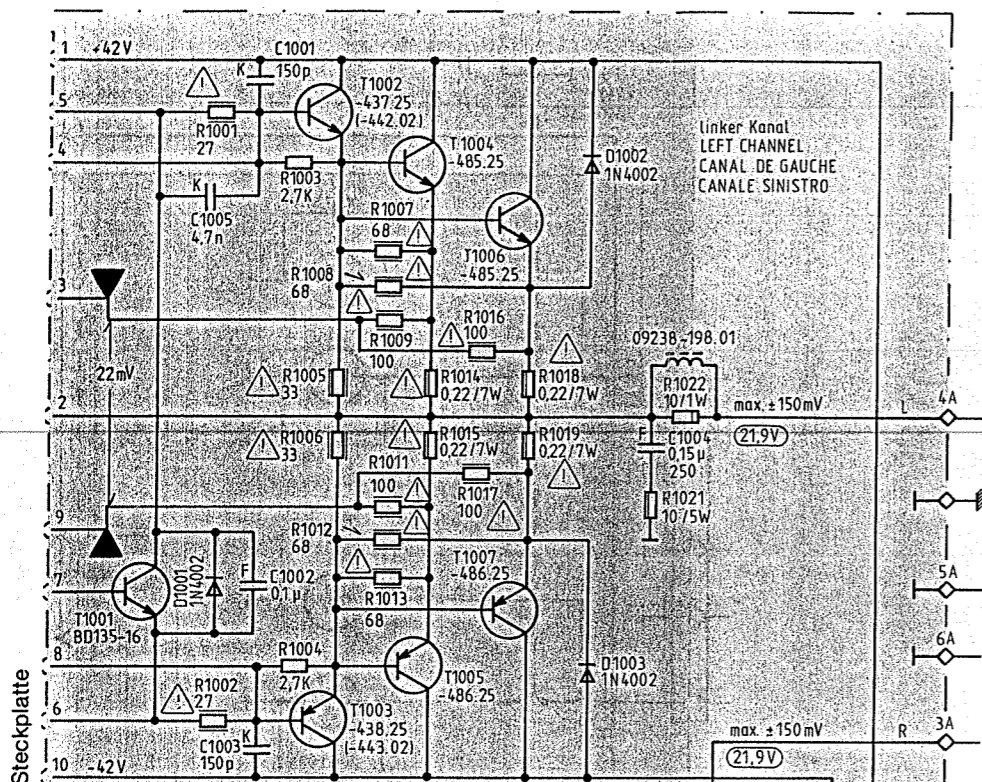 1 +42V
C1001
K
150p
T1002
-437.25
(-442.02)
5
R1001
27
T1004
-485.25
linker Kanal
LEFT CHANNEL
CANAL DE GAUCHE
CANALE SINISTRO
4
R1003
2,7K
D1002
1N4002
K
C1005
4,7n
R1007
68
T1006
-485.25
R1008
68
3
R1016
100
R1009
100
09238-198.01
22mV
R1005
33
R1014
0,22/7W
R1018
0,22/7W
R1022
10/1W
max. ±150mV
L
4A
2
21,9V
R1006
33
R1015
0,22/7W
R1019
0,22/7W
F
C1004
0,15µ
250
R1011
100
R1017
100
R1021
10/5W
9
R1012
68
T1007
-486.25
7
D1001
1N4002
F
C1002
0,1µ
R1013
68
5A
T1001
BD135-16
8
R1004
2,7K
T1005
-486.25
D1003
1N4002
6A
R1002
27
T1003
-438.25
(-443.02)
6
K
C1003
150p
max. ±150mV
R
3A
21,9V
10 -42V
Steckplatte